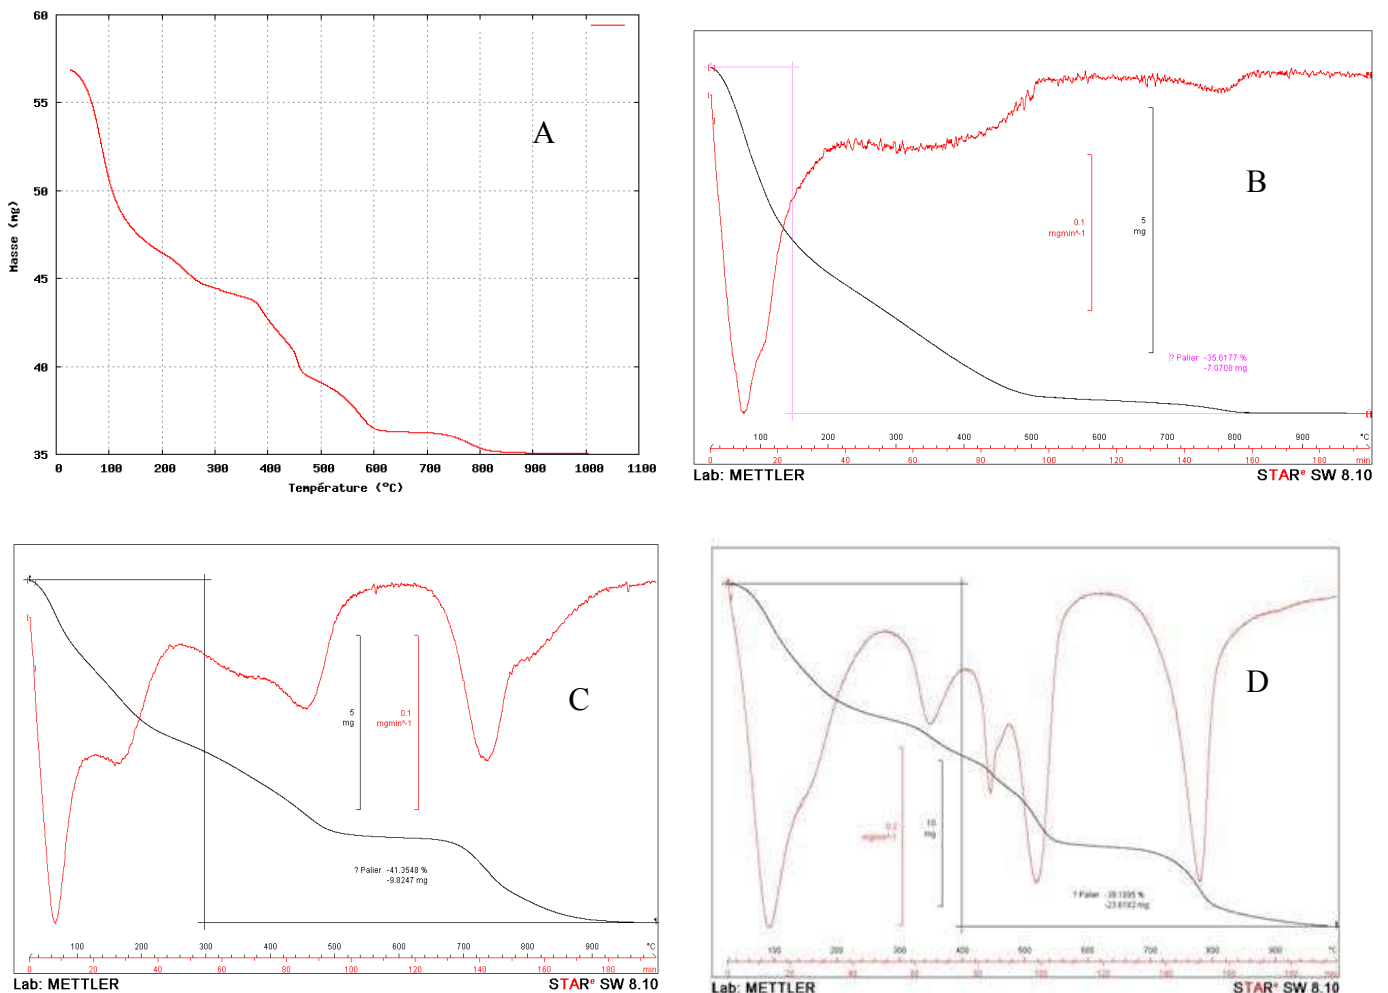 60
55
50
45
40
35
Masse (mg)
0 100 200 300 400 500 600 700 800 900 1000 1100
Température (°C)
A
B
0.1
mgmin^-1
5
mg
? Palier -35.6177 %
-7.0708 mg
100 200 300 400 500 600 700 800 900 °C
0 20 40 60 80 100 120 140 160 180 min
Lab: METTLER STARe SW 8.10
C
5
mg
0.1
mgmin^-1
? Palier -41.3548 %
-9.8247 mg
100 200 300 400 500 600 700 800 900 °C
0 20 40 60 80 100 120 140 160 180 min
Lab: METTLER STARe SW 8.10
D
0.2
mgmin^-1
10
mg
? Palier
mg
100 200 300 400 500 600 700 800 900 °C
Lab: METTLER STARe SW 8.10